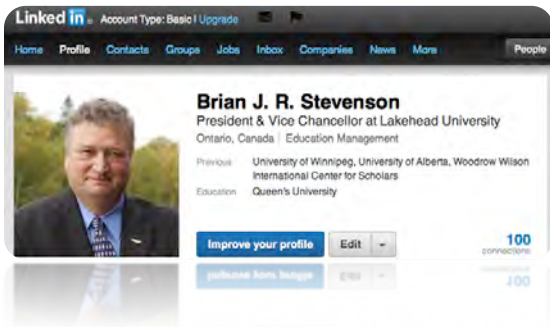 Linked in® Account Type: Basic | Upgrade
Home Profile Contacts Groups Jobs Inbox Companies News More People
Brian J. R. Stevenson
President & Vice Chancellor at Lakehead University
Ontario, Canada | Education Management
Previous University of Winnipeg, University of Alberta, Woodrow Wilson
International Center for Scholars
Education Queen's University
Improve your profile Edit 100
connections